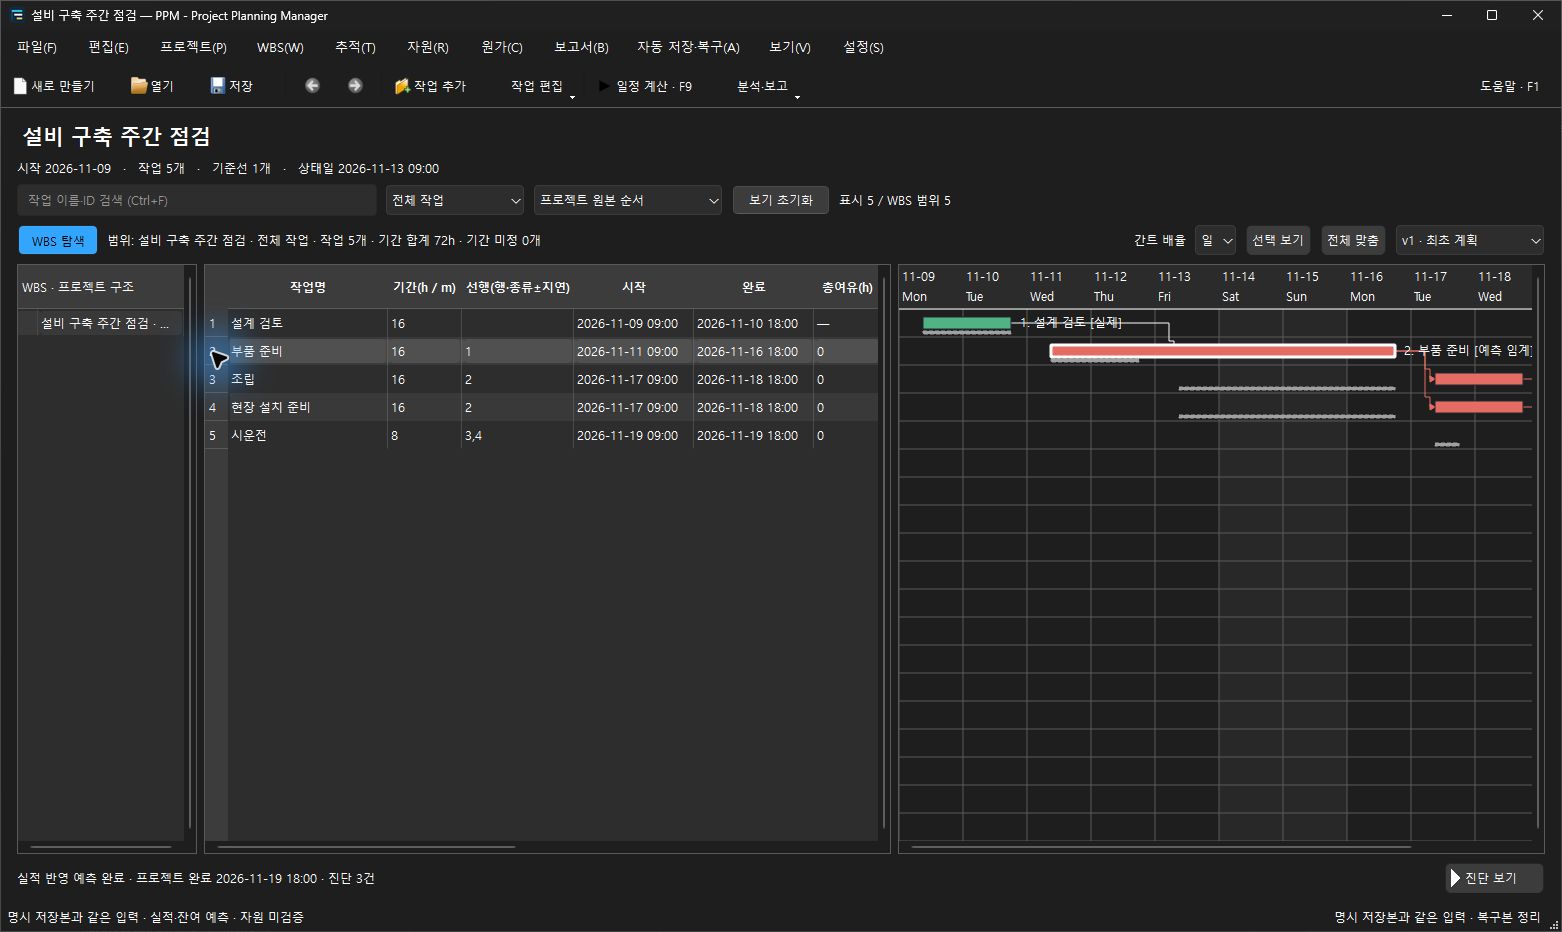 설비 구축 주간 점검 — PPM - Project Planning Manager
파일(F) 편집(E) 프로젝트(P) WBS(W) 추적(T) 자원(R) 원가(C) 보고서(B) 자동 저장·복구(A) 보기(V) 설정(S)
새로 만들기 열기 저장 작업 추가 작업 편집 일정 계산 · F9 분석·보고 도움말 · F1
설비 구축 주간 점검
시작 2026-11-09 · 작업 5개 · 기준선 1개 · 상태일 2026-11-13 09:00
작업 이름·ID 검색 (Ctrl+F) 전체 작업 프로젝트 원본 순서 보기 초기화 표시 5 / WBS 범위 5
WBS 탐색 범위: 설비 구축 주간 점검 · 전체 작업 · 작업 5개 · 기간 합계 72h · 기간 미정 0개 간트 배율 일 선택 보기 전체 맞춤 v1 · 최초 계획
WBS · 프로젝트 구조
설비 구축 주간 점검 · ...
작업명 기간(h / m) 선행(행·종류±지연) 시작 완료 총여유(h)
1 설계 검토 16 2026-11-09 09:00 2026-11-10 18:00 —
2 부품 준비 16 1 2026-11-11 09:00 2026-11-16 18:00 0
3 조립 16 2 2026-11-17 09:00 2026-11-18 18:00 0
4 현장 설치 준비 16 2 2026-11-17 09:00 2026-11-18 18:00 0
5 시운전 8 3,4 2026-11-19 09:00 2026-11-19 18:00 0
11-09 11-10 11-11 11-12 11-13 11-14 11-15 11-16 11-17 11-18
Mon Tue Wed Thu Fri Sat Sun Mon Tue Wed
1. 설계 검토 [실제]
2. 부품 준비 [예측 임계]
실적 반영 예측 완료 · 프로젝트 완료 2026-11-19 18:00 · 진단 3건 진단 보기
명시 저장본과 같은 입력 · 실적·잔여 예측 · 자원 미검증 명시 저장본과 같은 입력 · 복구본 정리